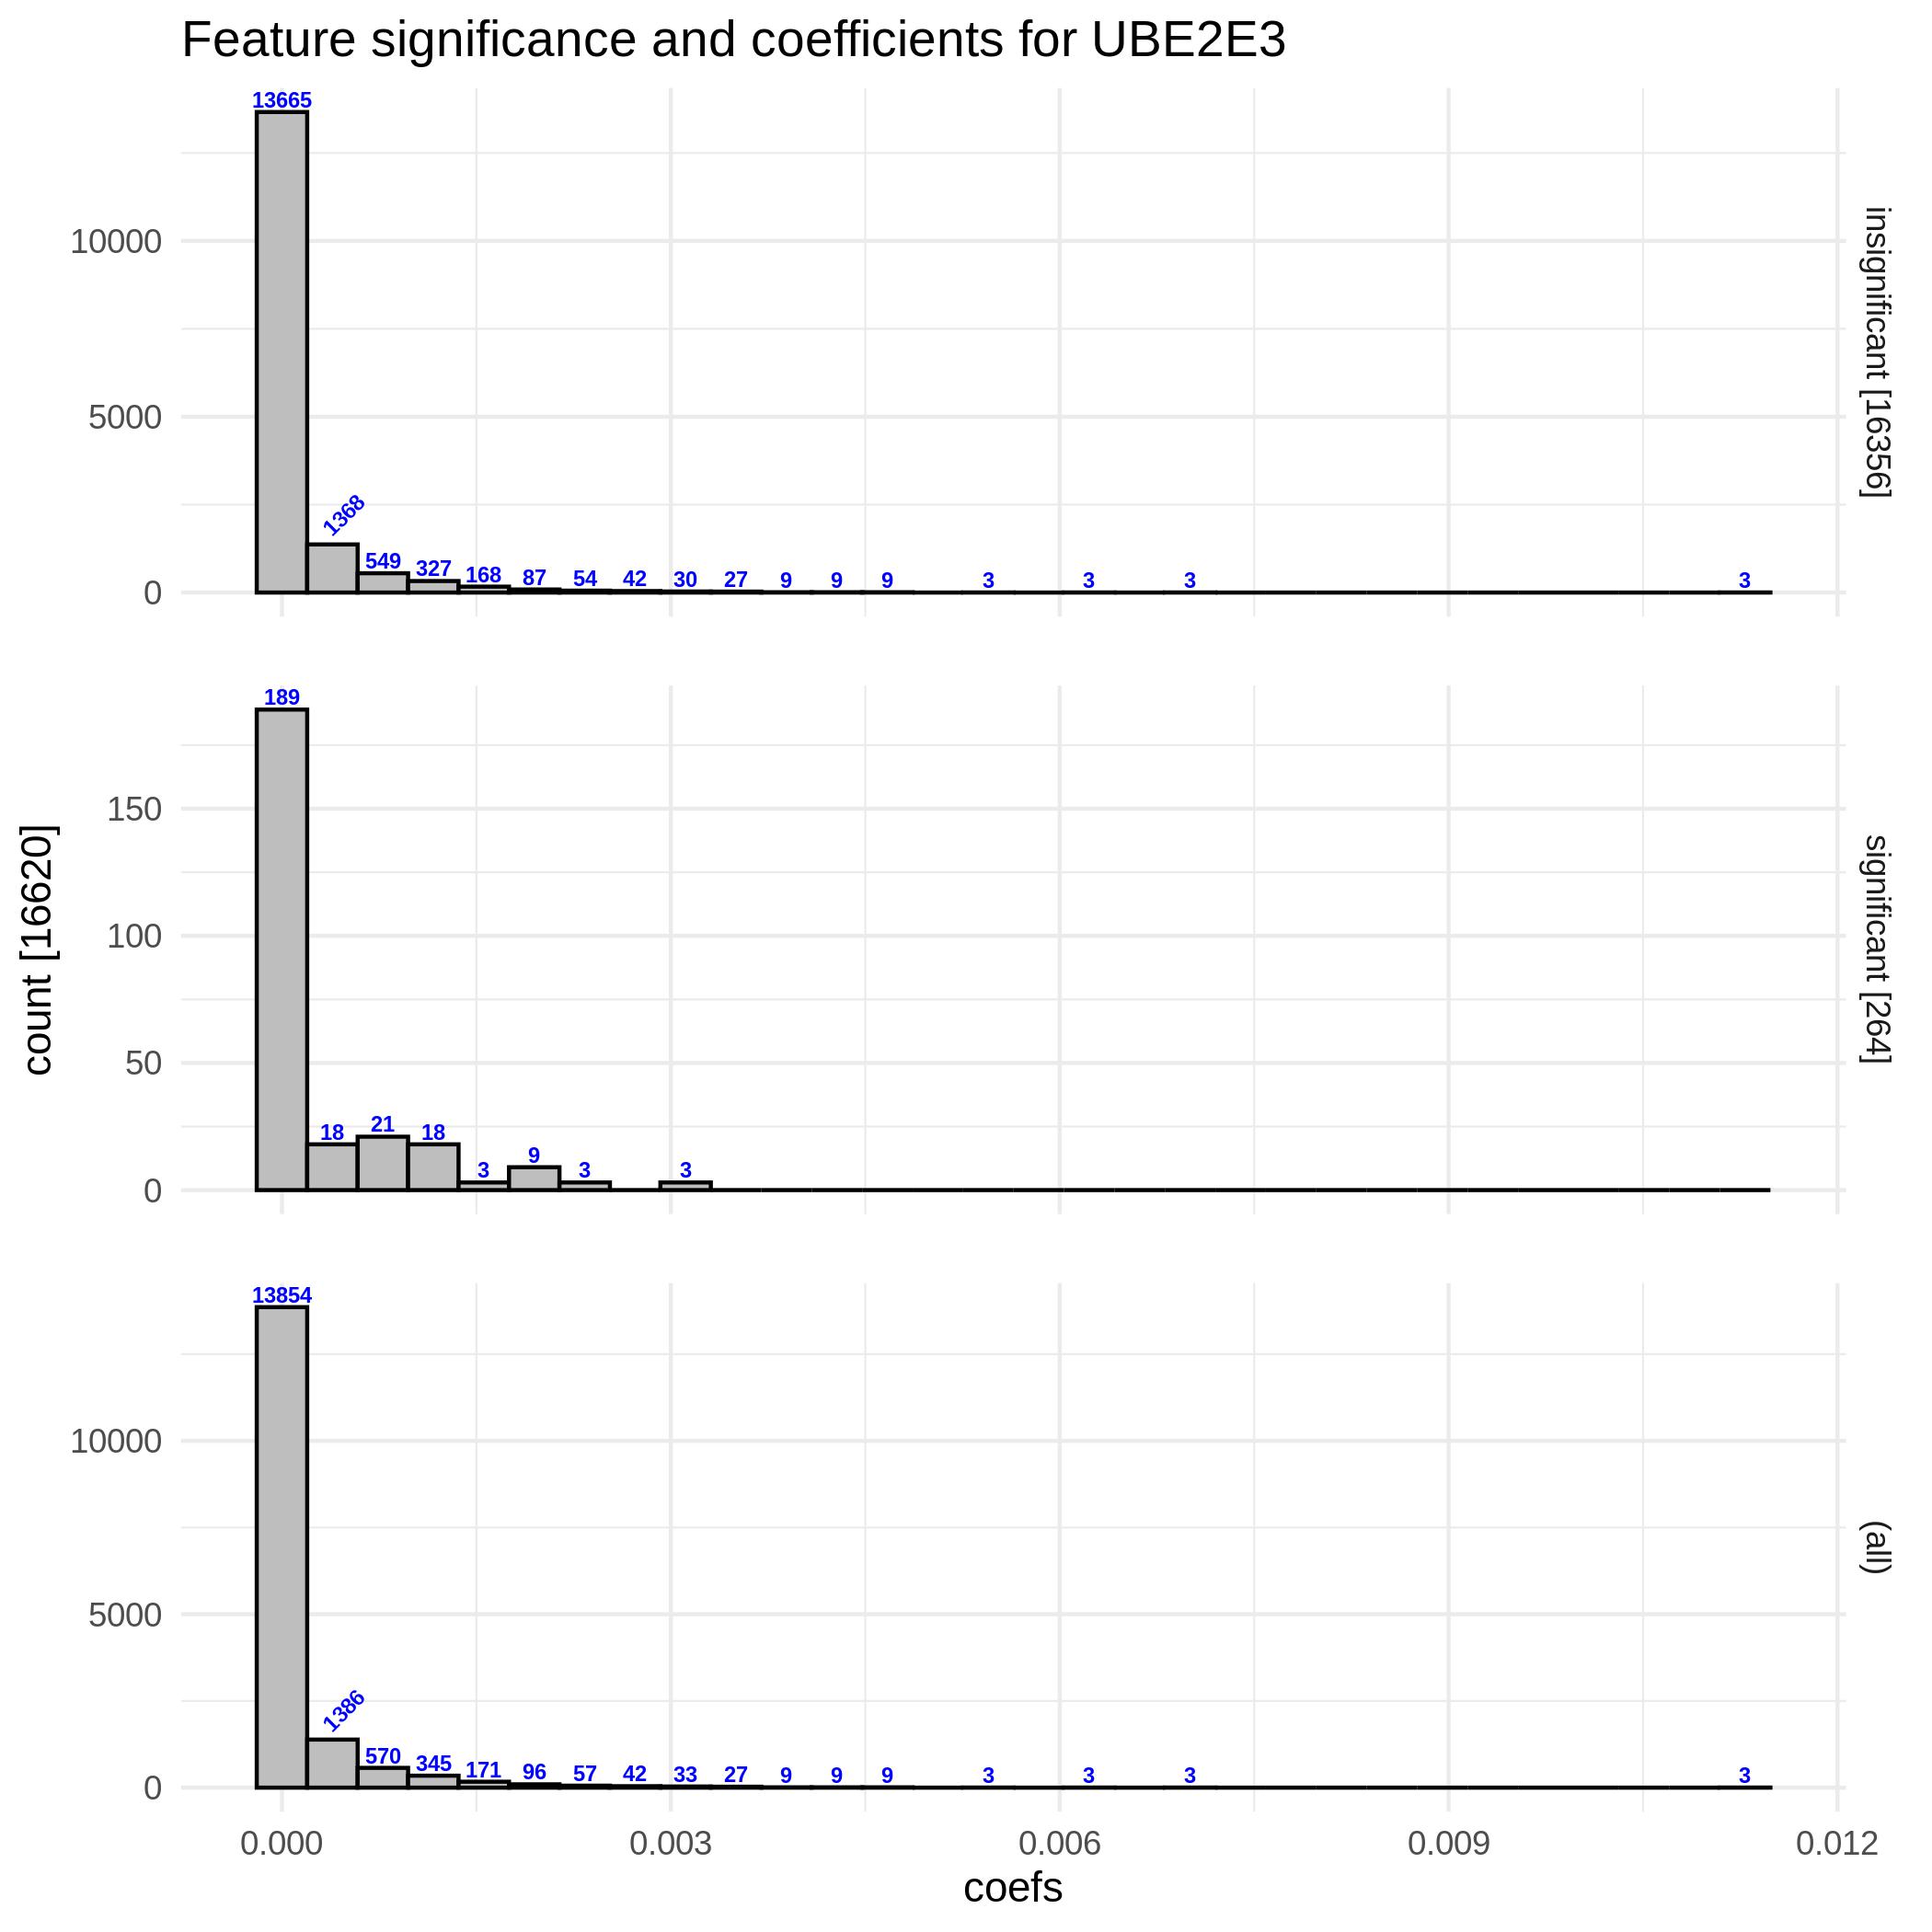 Feature significance and coefficients for UBE2E3
13665
10000
5000
0
1368
549 327 168 87 54 42 30 27 9 9 9 3 3 3 3
insignificant [16356]
189
150
100
50
0
18 21 18 3 9 3 3
significant [264]
count [16620]
13854
10000
5000
0
1386
570 345 171 96 57 42 33 27 9 9 9 3 3 3 3
(all)
0.000 0.003 0.006 0.009 0.012
coefs